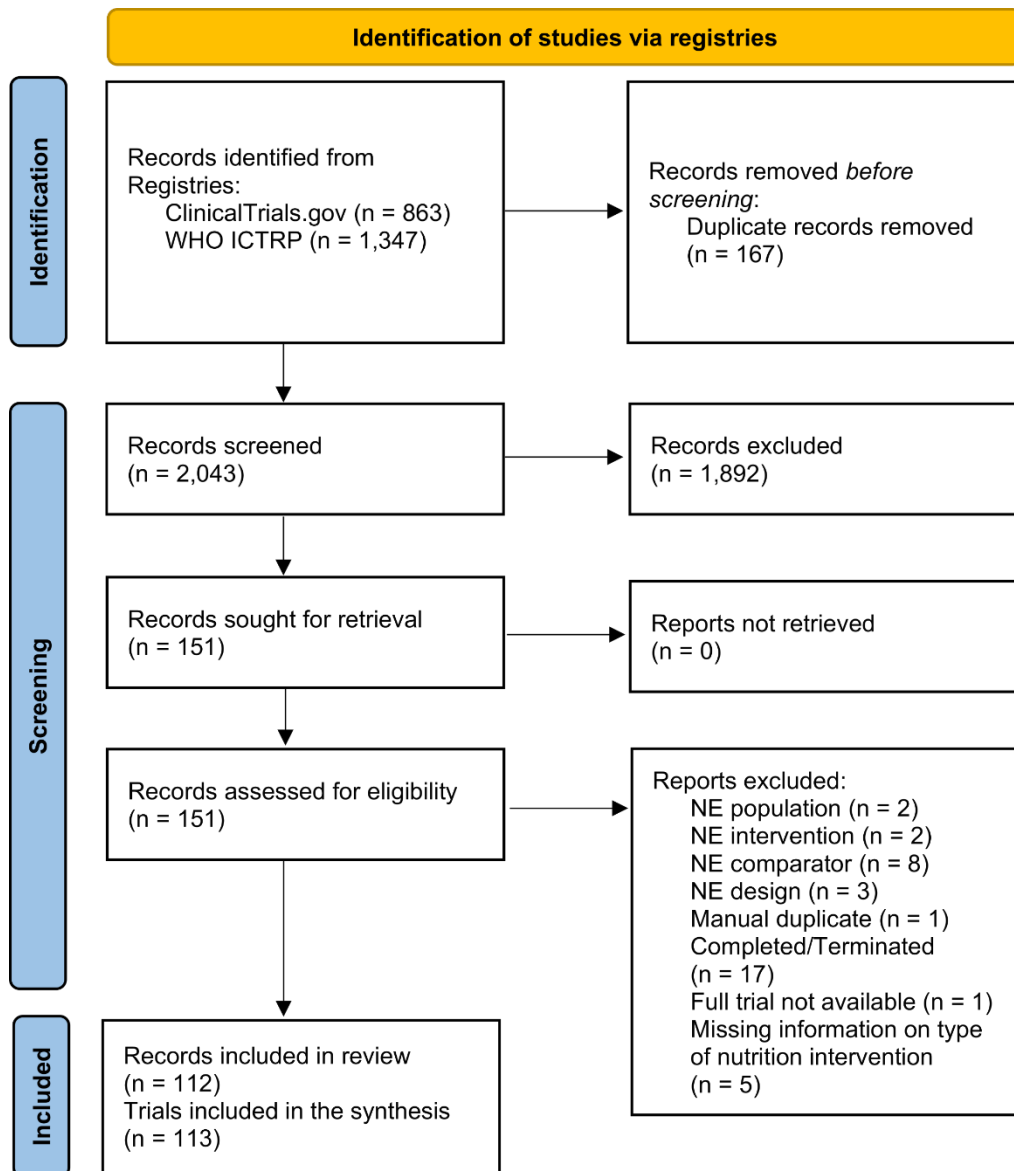 Identification of studies via registries
Identification
Records identified from
Registries:
ClinicalTrials.gov (n = 863)
WHO ICTRP (n = 1,347)
Records removed before
screening:
Duplicate records removed
(n = 167)
Screening
Records screened
(n = 2,043)
Records excluded
(n = 1,892)
Records sought for retrieval
(n = 151)
Reports not retrieved
(n = 0)
Records assessed for eligibility
(n = 151)
Reports excluded:
NE population (n = 2)
NE intervention (n = 2)
NE comparator (n = 8)
NE design (n = 3)
Manual duplicate (n = 1)
Completed/Terminated
(n = 17)
Full trial not available (n = 1)
Missing information on type
of nutrition intervention
(n = 5)
Included
Records included in review
(n = 112)
Trials included in the synthesis
(n = 113)